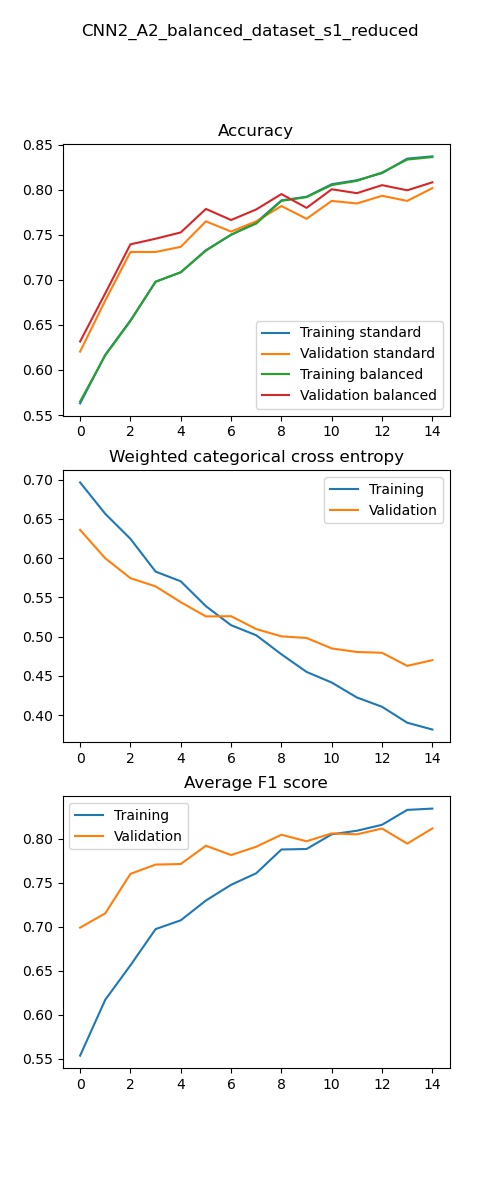 CNN2_A2_balanced_dataset_s1_reduced
Accuracy
0.85
0.80
0.75
0.70
0.65
0.60
0.55
Training standard
Validation standard
Training balanced
Validation balanced
0 2 4 6 8 10 12 14
Weighted categorical cross entropy
0.70
0.65
0.60
0.55
0.50
0.45
0.40
Training
Validation
0 2 4 6 8 10 12 14
Average F1 score
0.80
0.75
0.70
0.65
0.60
0.55
Training
Validation
0 2 4 6 8 10 12 14